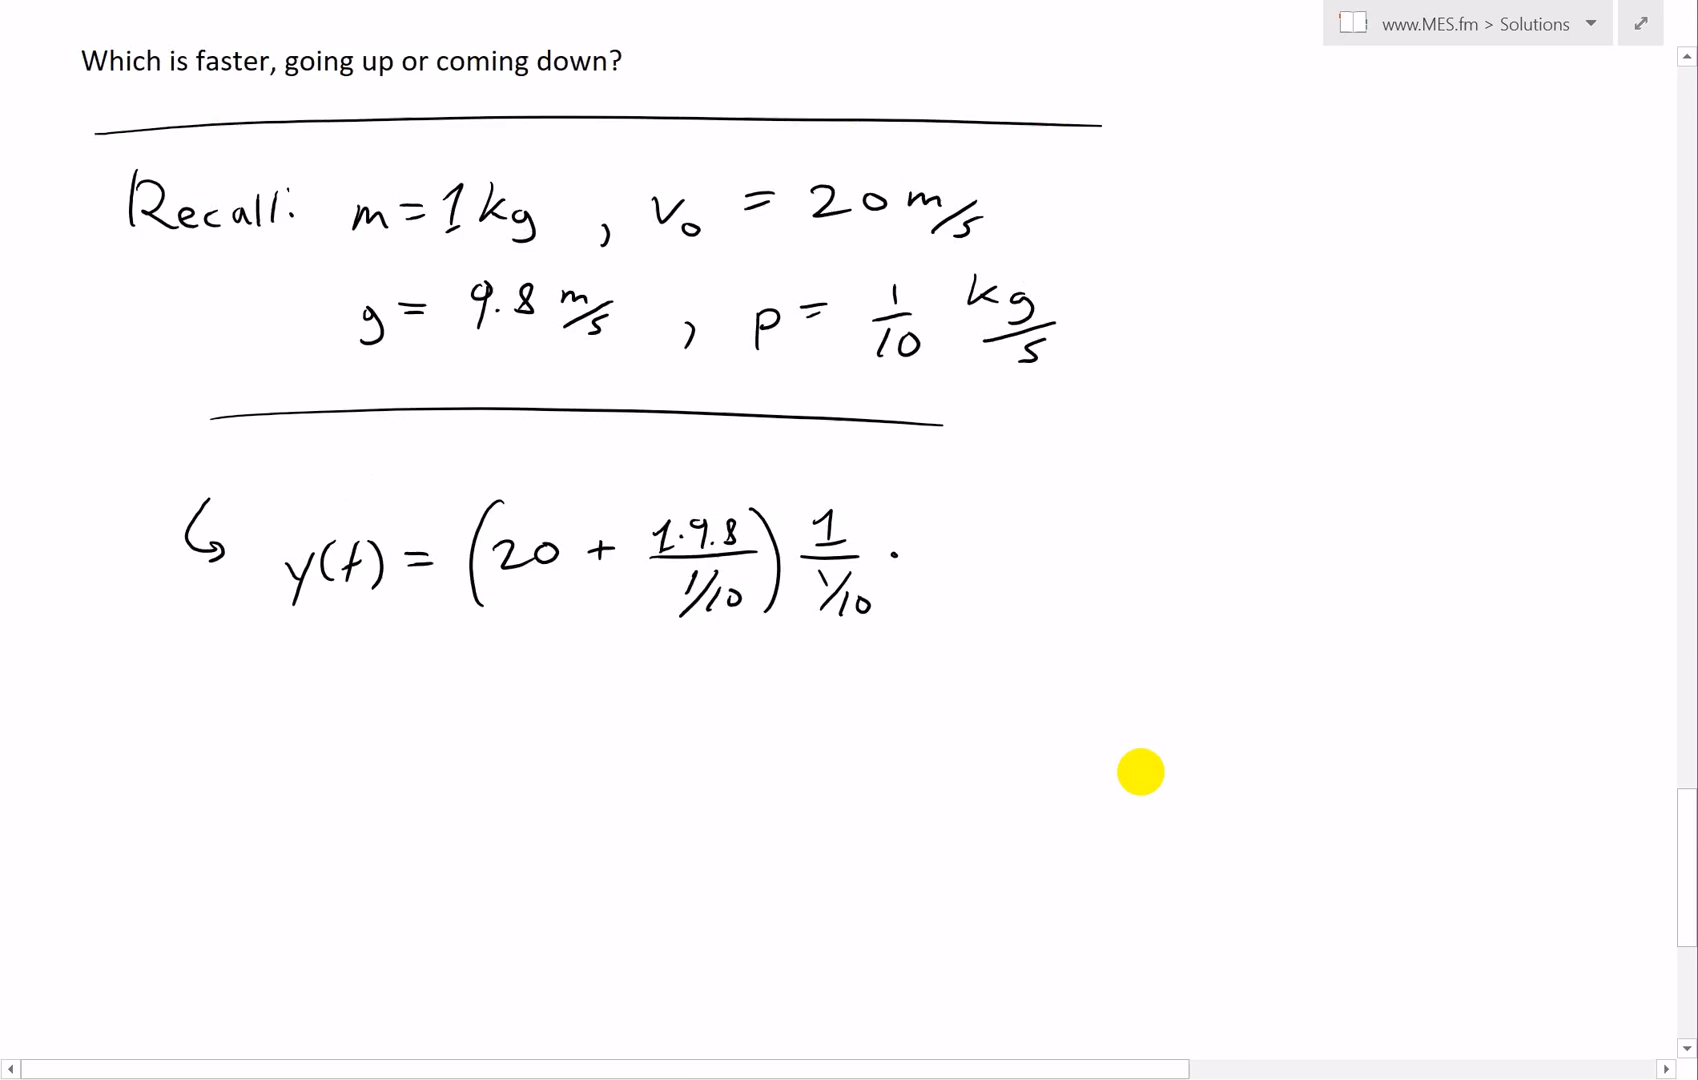 www.MES.fm > Solutions
Which is faster, going up or coming down?
Recall: m = 1 kg , v₀ = 20 m/s
g = 9.8 m/s , p = 1/10 kg/s
y(t) = (20 + (1·9.8)/(1/10)) 1/(1/10) ·